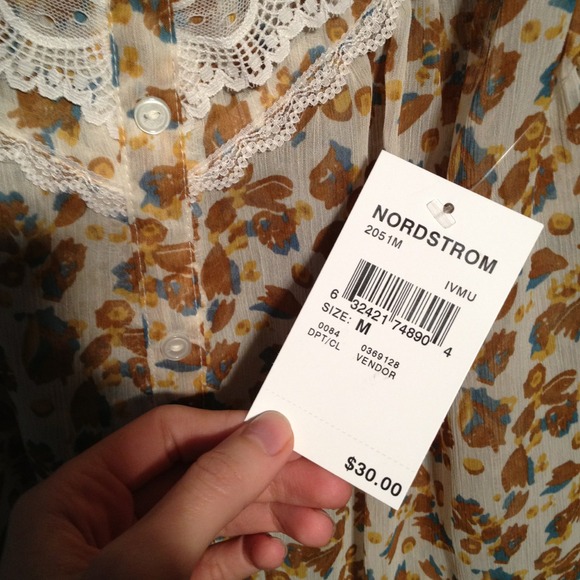 NORDSTROM
2051M
IVMU
6 32421 74890 4
SIZE: M
0084 0369128
DPT/CL VENDOR
$30.00